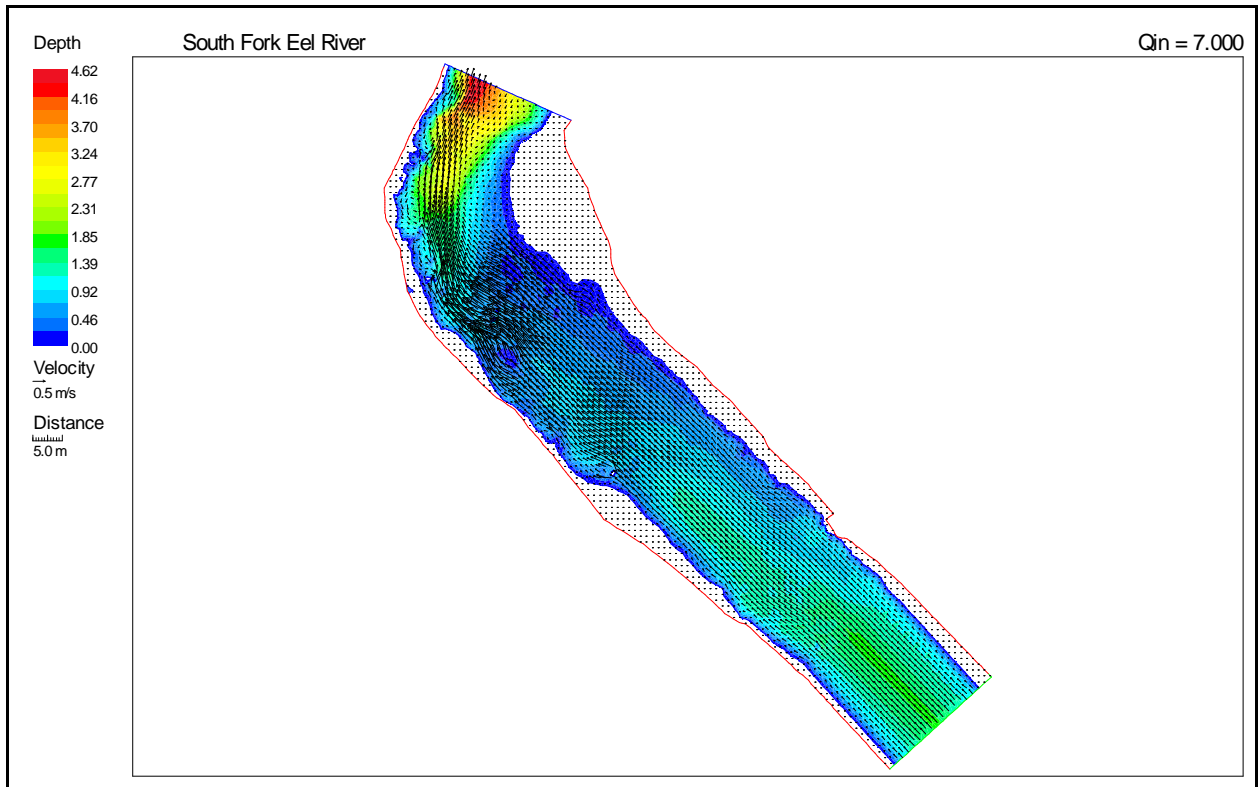 Depth
South Fork Eel River
Qin = 7.000
4.62
4.16
3.70
3.24
2.77
2.31
1.85
1.39
0.92
0.46
0.00
Velocity
0.5 m/s
Distance
5.0 m